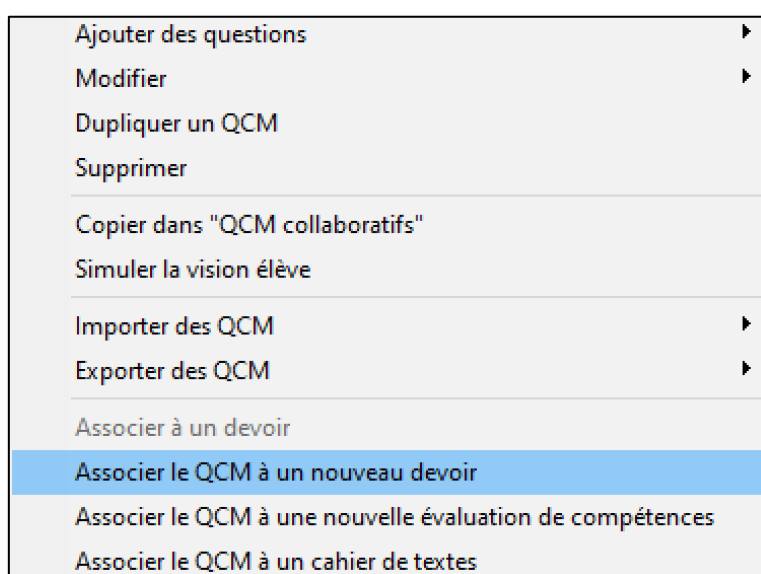 Ajouter des questions
Modifier
Dupliquer un QCM
Supprimer
Copier dans "QCM collaboratifs"
Simuler la vision élève
Importer des QCM
Exporter des QCM
Associer à un devoir
Associer le QCM à un nouveau devoir
Associer le QCM à une nouvelle évaluation de compétences
Associer le QCM à un cahier de textes